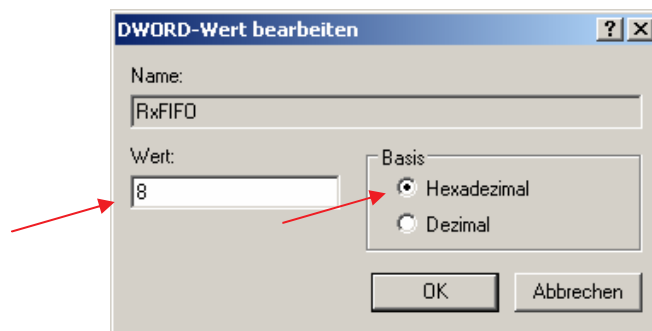 DWORD-Wert bearbeiten
Name:
RxFIFO
Wert:
8
Basis
Hexadezimal
Dezimal
OK
Abbrechen